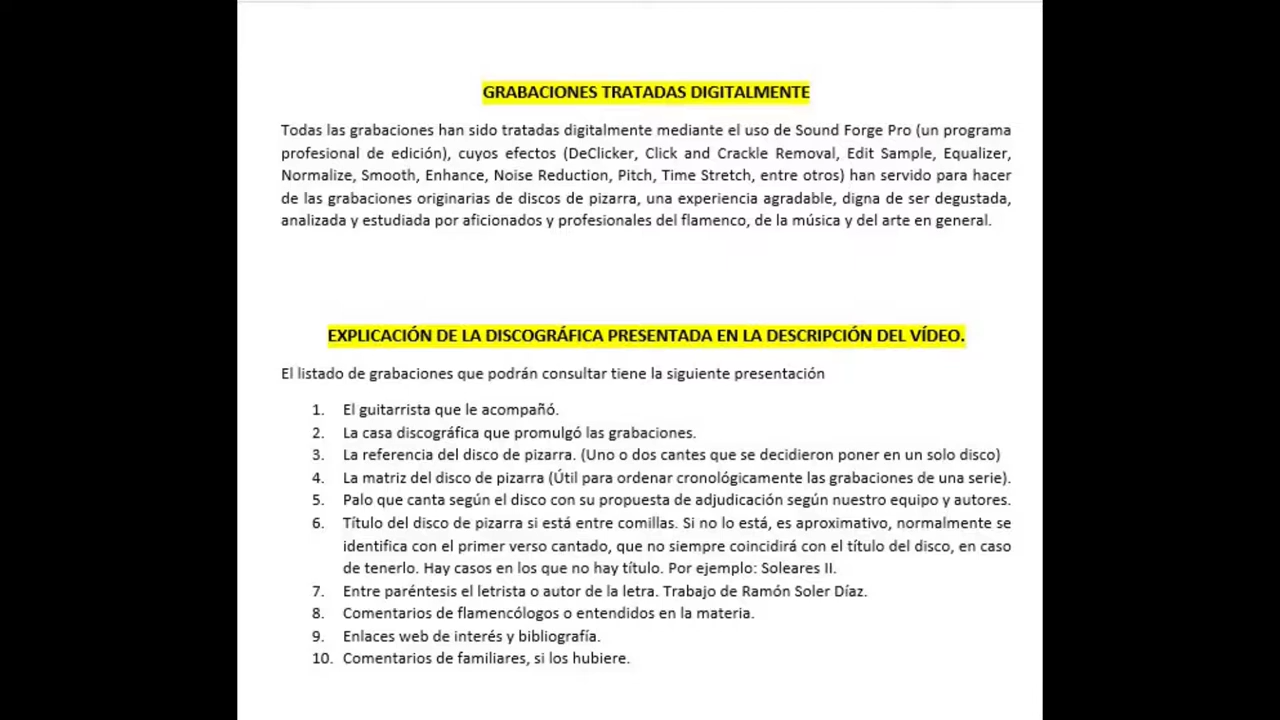 GRABACIONES TRATADAS DIGITALMENTE
Todas las grabaciones han sido tratadas digitalmente mediante el uso de Sound Forge Pro (un programa
profesional de edición), cuyos efectos (DeClicker, Click and Crackle Removal, Edit Sample, Equalizer,
Normalize, Smooth, Enhance, Noise Reduction, Pitch, Time Stretch, entre otros) han servido para hacer
de las grabaciones originarias de discos de pizarra, una experiencia agradable, digna de ser degustada,
analizada y estudiada por aficionados y profesionales del flamenco, de la música y del arte en general.
EXPLICACIÓN DE LA DISCOGRÁFICA PRESENTADA EN LA DESCRIPCIÓN DEL VÍDEO.
El listado de grabaciones que podrán consultar tiene la siguiente presentación
1. El guitarrista que le acompañó.
2. La casa discográfica que promulgó las grabaciones.
3. La referencia del disco de pizarra. (Uno o dos cantes que se decidieron poner en un solo disco)
4. La matriz del disco de pizarra (Útil para ordenar cronológicamente las grabaciones de una serie).
5. Palo que canta según el disco con su propuesta de adjudicación según nuestro equipo y autores.
6. Título del disco de pizarra si está entre comillas. Si no lo está, es aproximativo, normalmente se
identifica con el primer verso cantado, que no siempre coincidirá con el título del disco, en caso
de tenerlo. Hay casos en los que no hay título. Por ejemplo: Soleares II.
7. Entre paréntesis el letrista o autor de la letra. Trabajo de Ramón Soler Díaz.
8. Comentarios de flamencólogos o entendidos en la materia.
9. Enlaces web de interés y bibliografía.
10. Comentarios de familiares, si los hubiere.